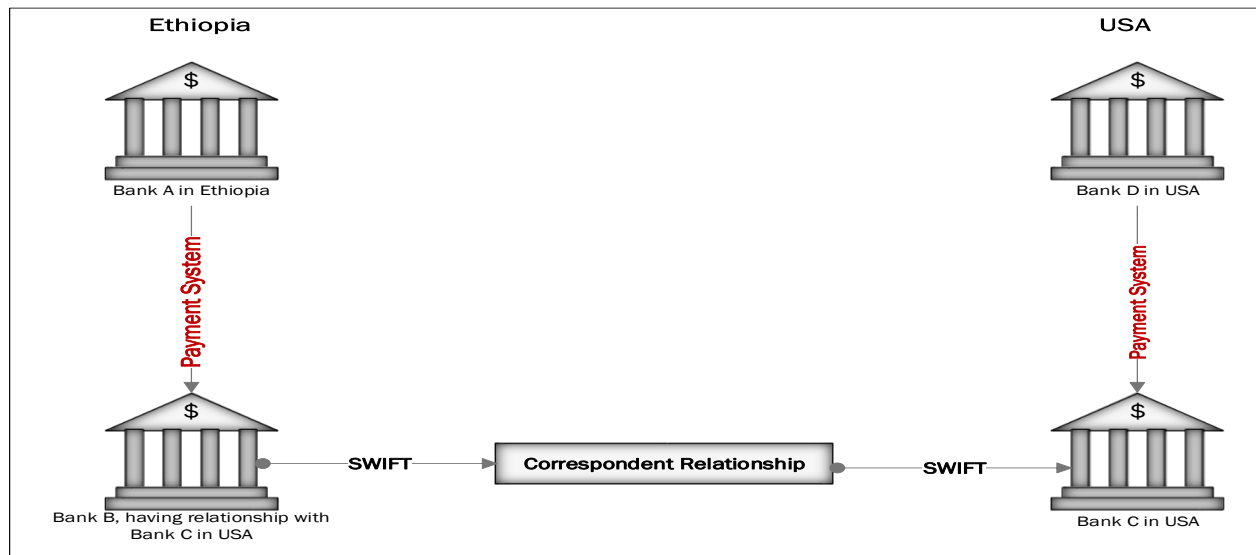 Ethiopia
USA
$
$
Bank A in Ethiopia
Bank D in USA
Payment System
Payment System
$
$
SWIFT
Correspondent Relationship
SWIFT
Bank B, having relationship with
Bank C in USA
Bank C in USA